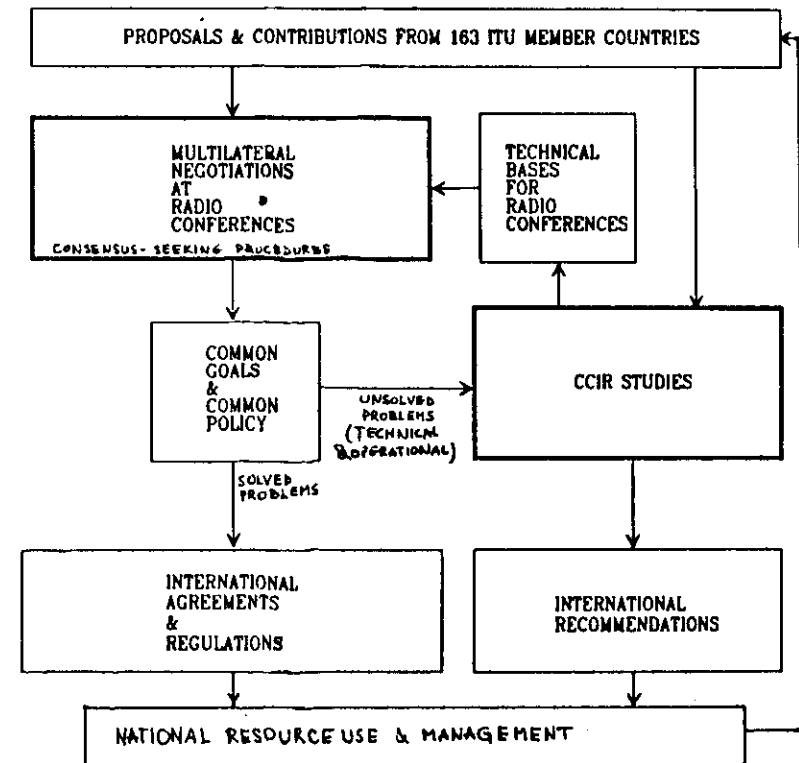 PROPOSALS & CONTRIBUTIONS FROM 163 ITU MEMBER COUNTRIES
MULTILATERAL
NEGOTIATIONS
AT
RADIO
CONFERENCES
CONSENSUS-SEEKING PROCEDURES
TECHNICAL
BASES
FOR
RADIO
CONFERENCES
COMMON
GOALS
&
COMMON
POLICY
UNSOLVED
PROBLEMS
(TECHNICAL
& OPERATIONAL)
CCIR STUDIES
SOLVED
PROBLEMS
INTERNATIONAL
AGREEMENTS
&
REGULATIONS
INTERNATIONAL
RECOMMENDATIONS
NATIONAL RESOURCE USE & MANAGEMENT